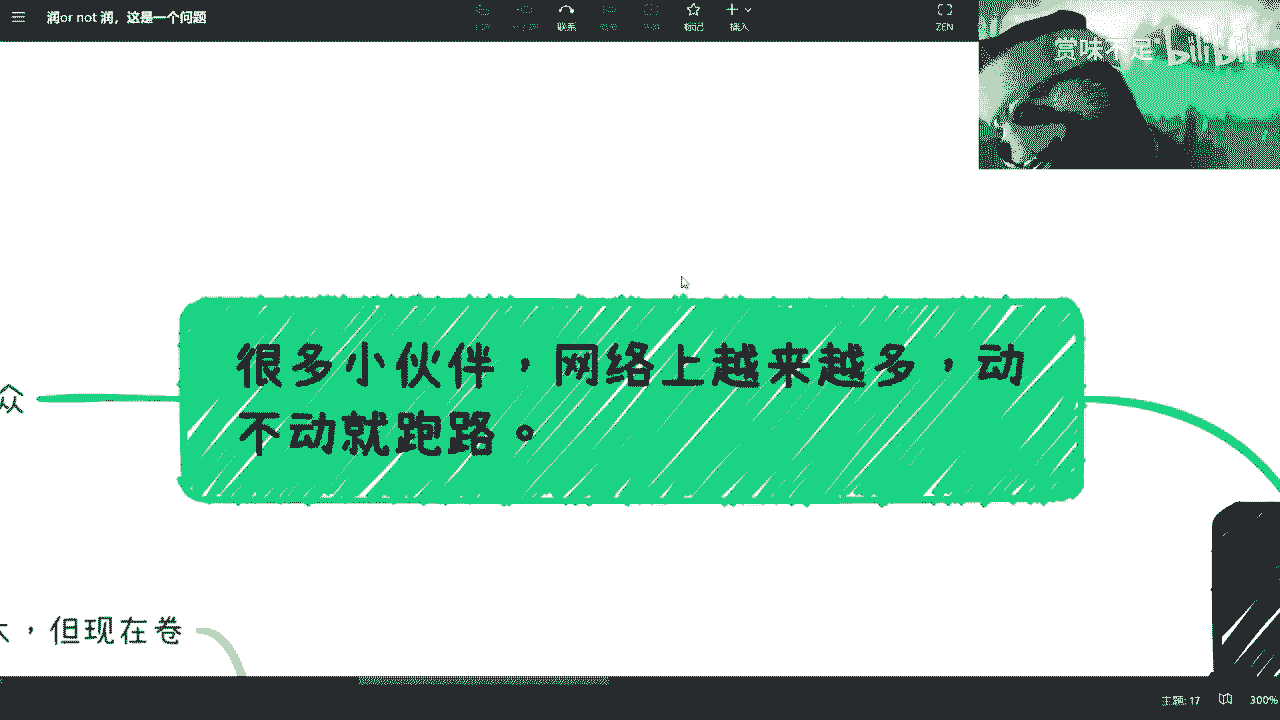 润or not 润，这是一个问题
联系
标记
插入
ZEN
赏味不足 bilibili
很多小伙伴，网络上越来越多，动
不动就跑路。
众
，但现在卷
主题: 17
300%